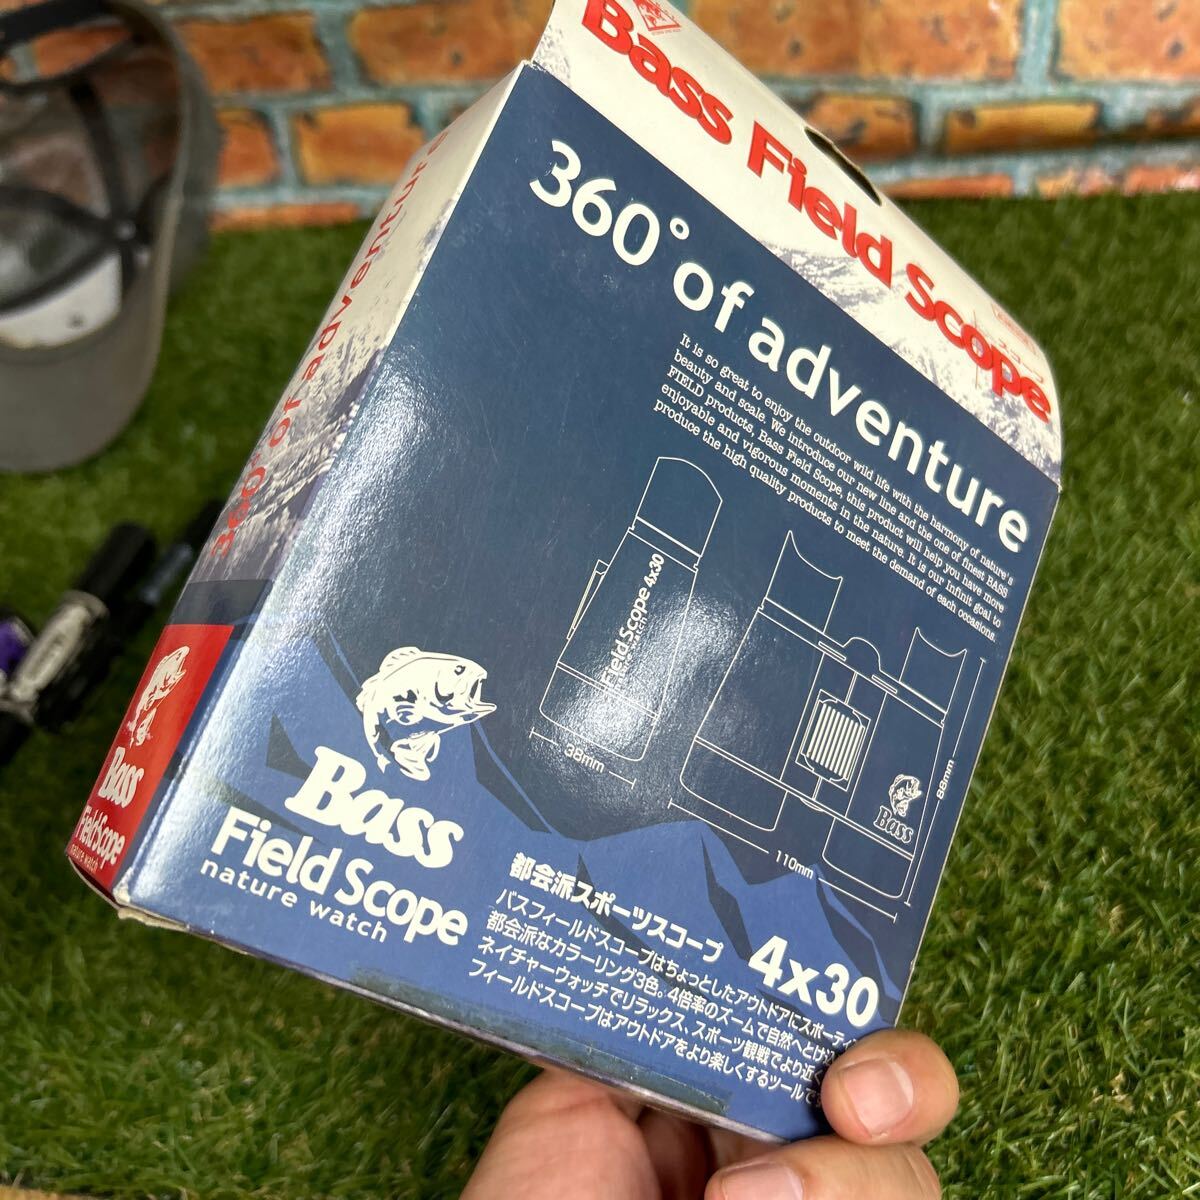 Bass Field Scope
360° of adventure
It is so great to enjoy the outdoor wild life with the harmony of nature's
beauty and scale. We introduce our new line and the one of finest BASS
FIELD products, Bass Field Scope, this product will help you have more
enjoyable and vigorous moments in the nature. It is our Infinit goal to
produce the high quality products to meet the demand of each occasions.
Field Scope 4x30
38mm
Bass
88mm
110mm
Bass
Field Scope
nature watch
都会派スポーツスコープ 4x30
バスフィールドスコープはちょっとしたアウトドアにスポーティ
都会派なカラーリング3色。4倍率のズームで自然へとけ
ネイチャーウォッチでリラックス、スポーツ観戦でより近く
フィールドスコープはアウトドアをより楽しくするツールで
360° of adventure
Bass
Field Scope
nature watch